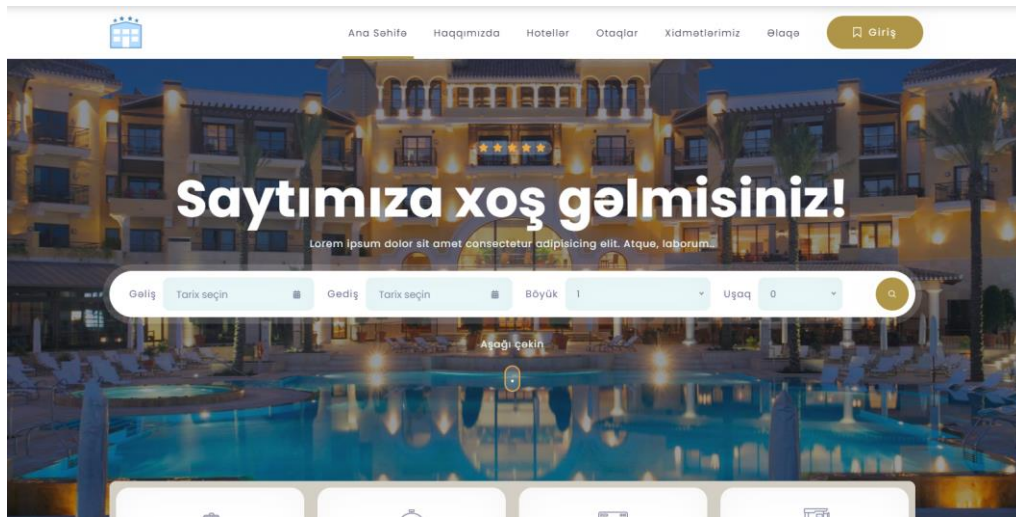 Ana Səhifə Haqqımızda Hotellər Otaqlar Xidmətlərimiz Əlaqə Giriş
Saytımıza xoş gəlmisiniz!
Lorem ipsum dolor sit amet consectetur adipisicing elit. Atque, laborum..
Gəliş Tarix seçin Gediş Tarix seçin Böyük 1 Uşaq 0
Aşağı çəkin